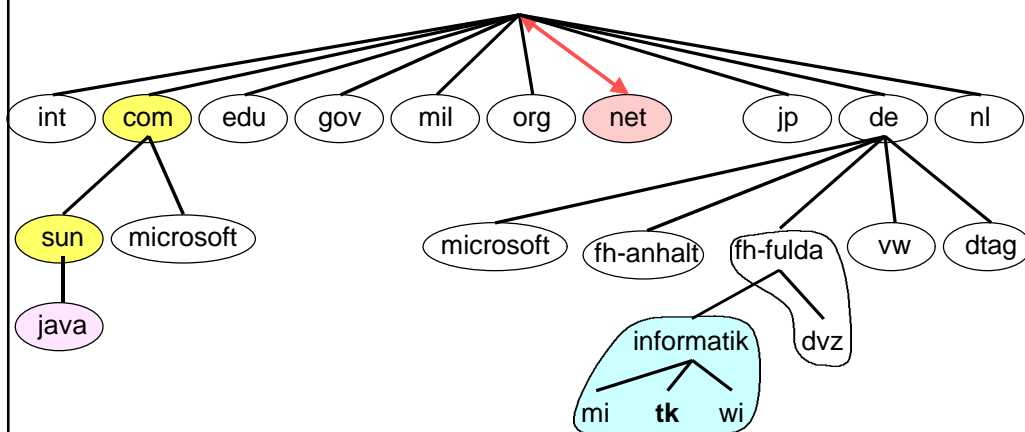 int com edu gov mil org net jp de nl
sun microsoft microsoft fh-anhalt fh-fulda vw dtag
java informatik dvz
mi tk wi